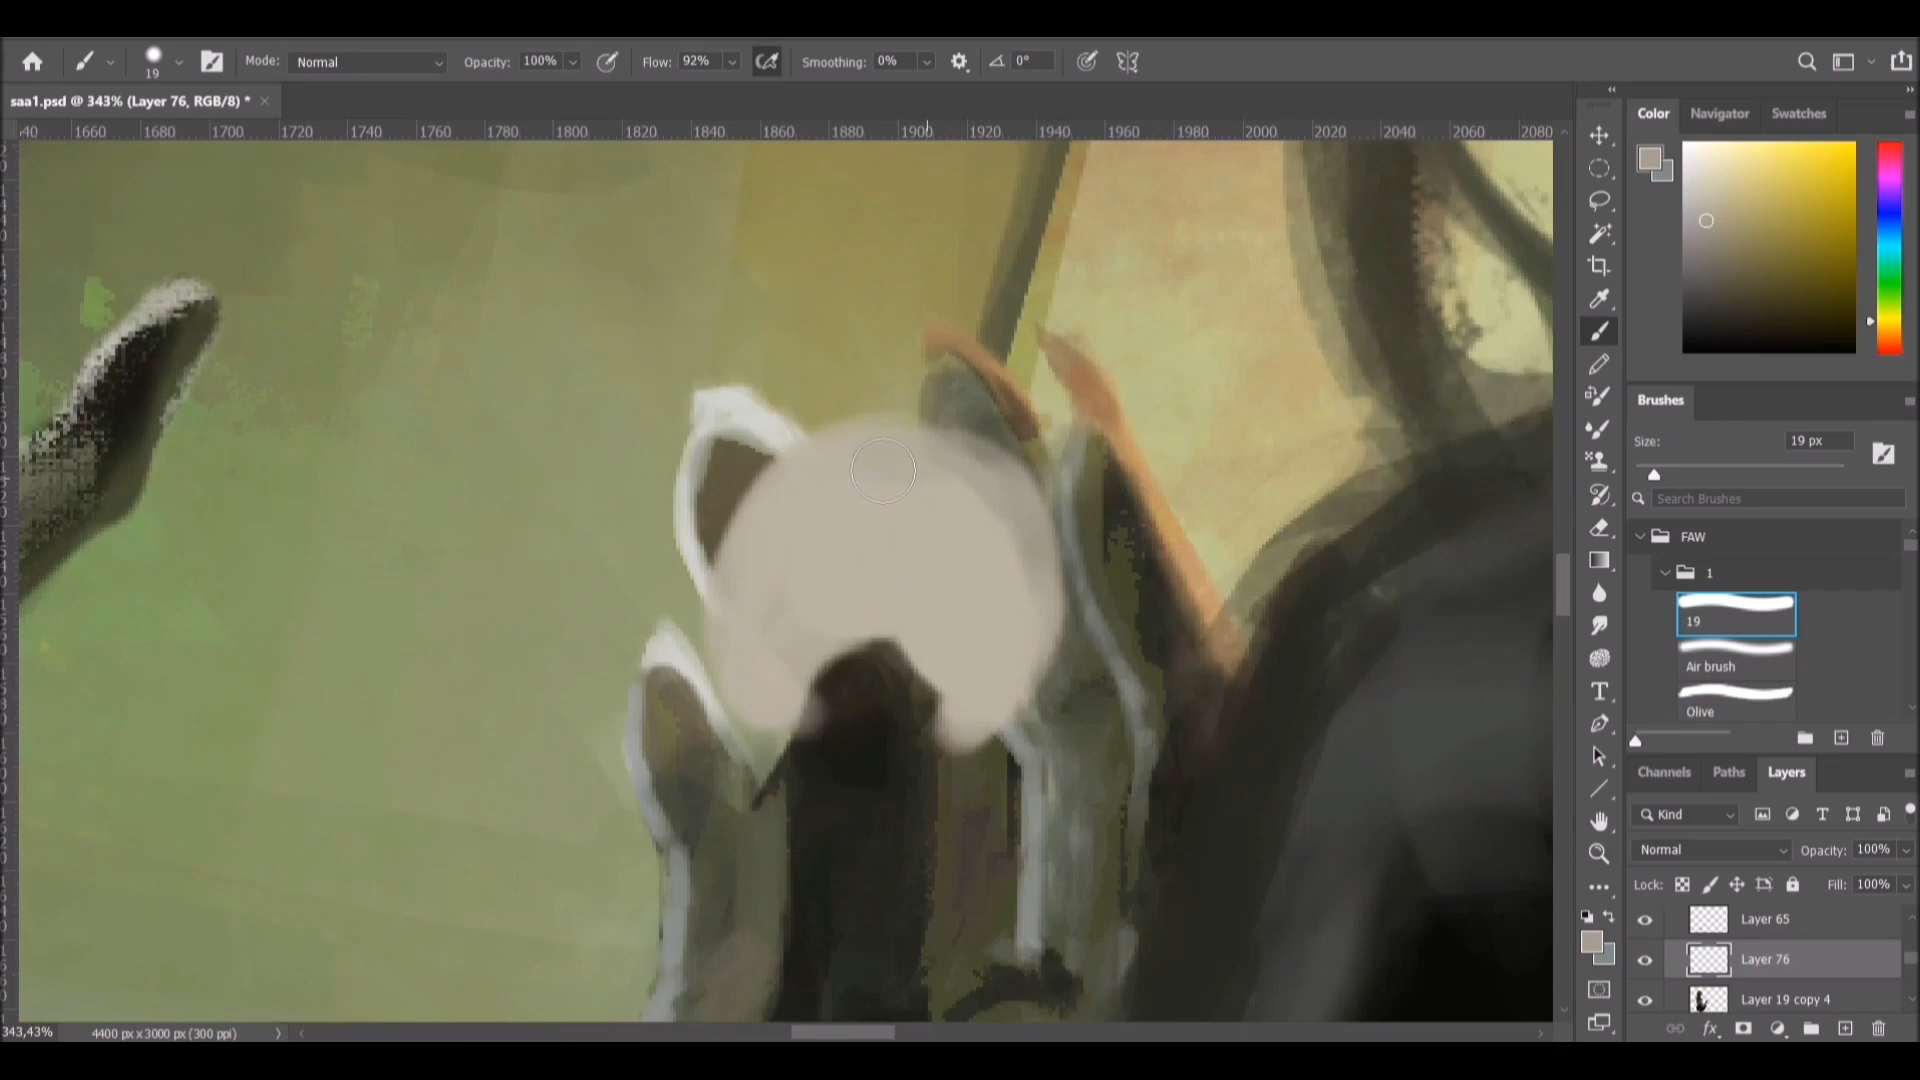 Mode: Normal Opacity: 100% Flow: 92% Smoothing: 0% 0°
19
saa1.psd @ 343% (Layer 76, RGB/8) * ×
40 1660 1680 1700 1720 1740 1760 1780 1800 1820 1840 1860 1880 1900 1920 1940 1960 1980 2000 2020 2040 2060 2080
Color Navigator Swatches
Brushes
Size: 19 px
Search Brushes
FAW
1
19
Air brush
Olive
Channels Paths Layers
Kind
Normal Opacity: 100%
Lock: Fill: 100%
Layer 65
Layer 76
Layer 19 copy 4
fx
343,43% 4400 px x 3000 px (300 ppi)